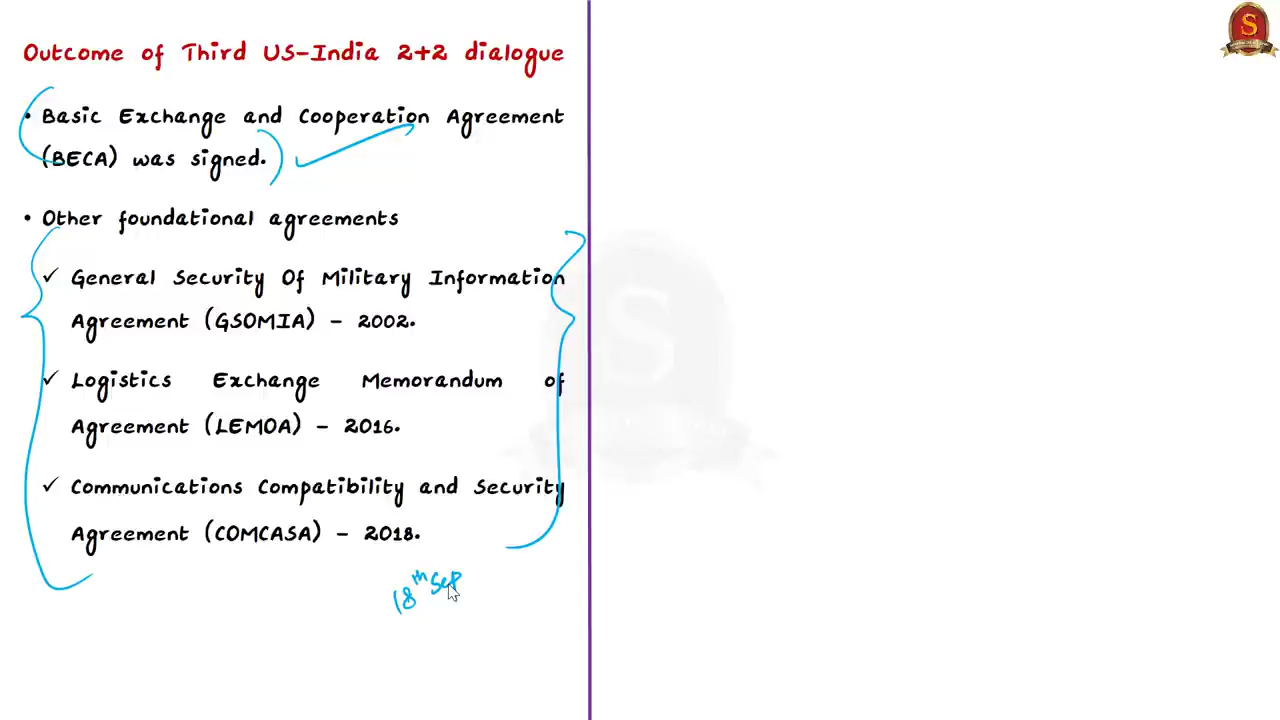 Outcome of Third US-India 2+2 dialogue
• Basic Exchange and Cooperation Agreement
(BECA) was signed.
• Other foundational agreements
✓ General Security Of Military Information
Agreement (GSOMIA) - 2002.
✓ Logistics Exchange Memorandum of
Agreement (LEMOA) - 2016.
✓ Communications Compatibility and Security
Agreement (COMCASA) - 2018.
18th Sep
S
S